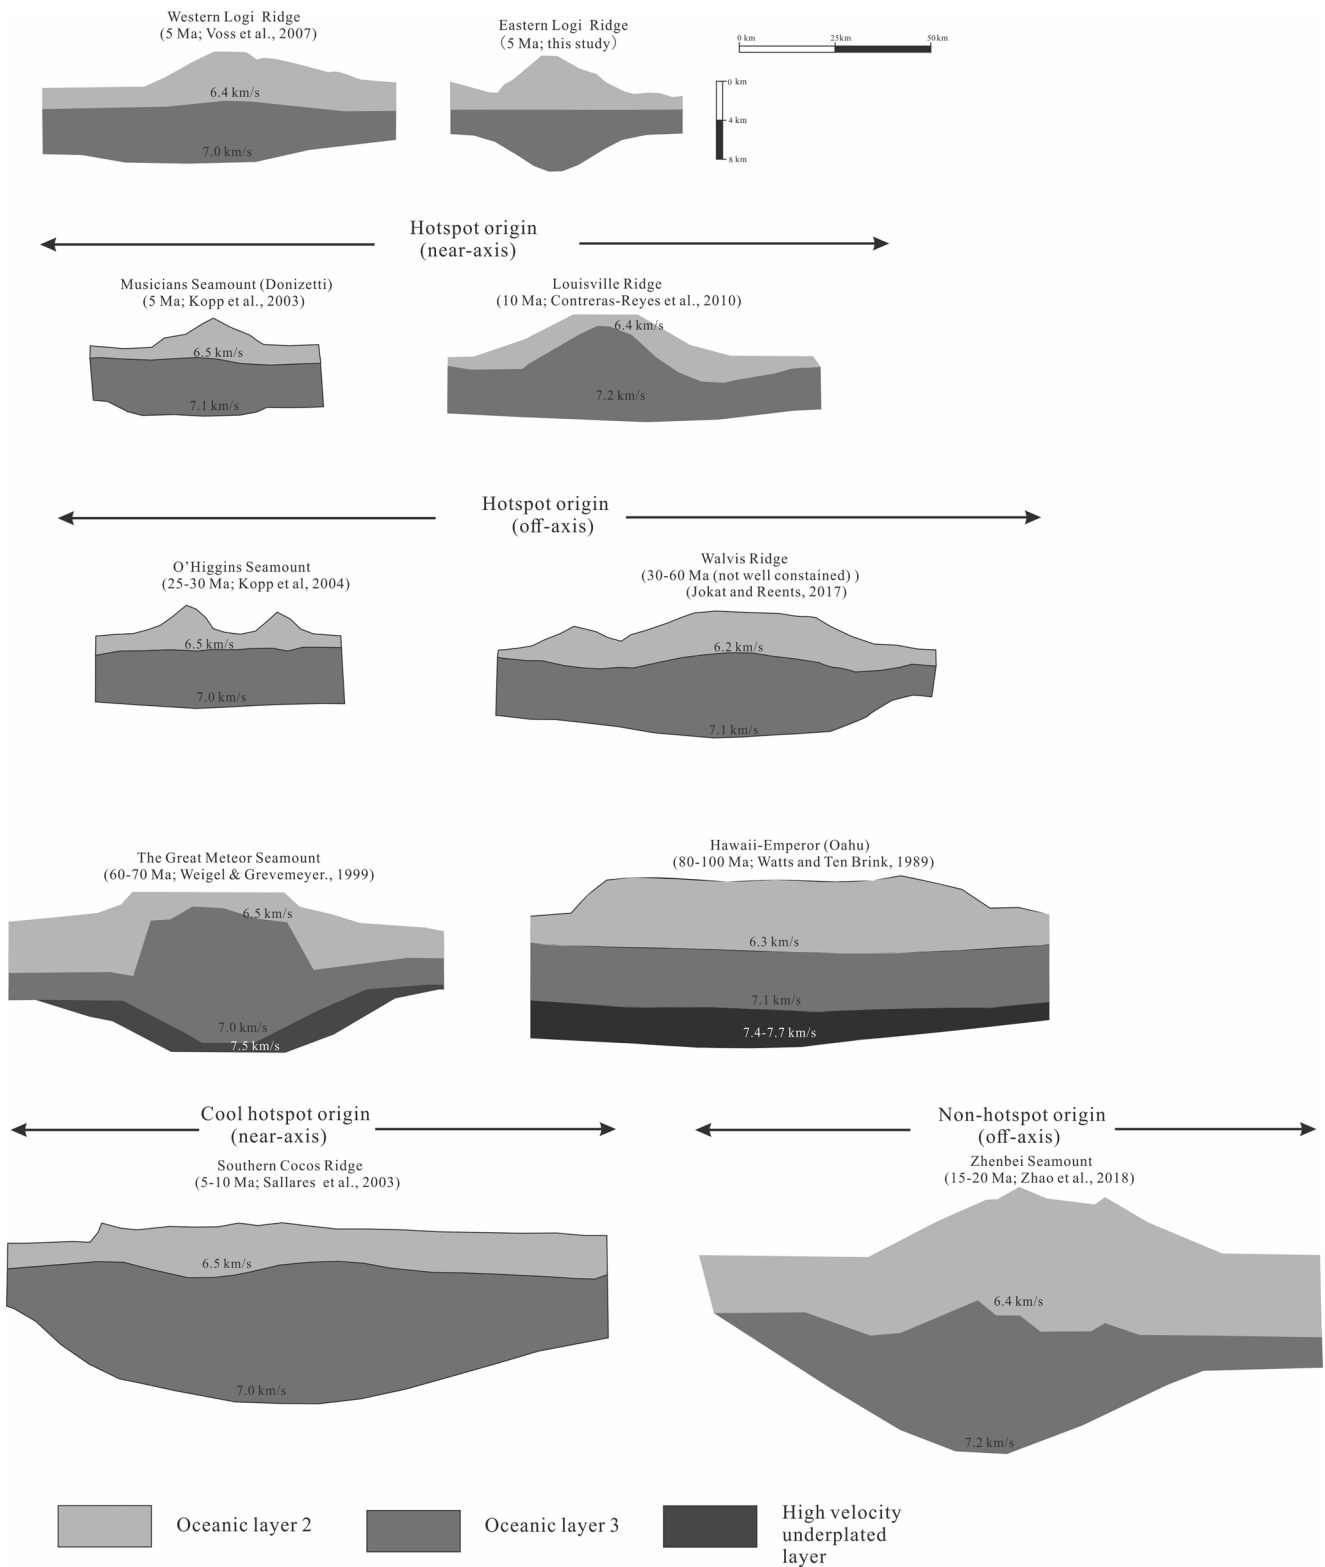 Western Logi Ridge
(5 Ma; Voss et al., 2007)
Eastern Logi Ridge
(5 Ma; this study)
0 km
25km
50 km
0 km
4 km
8 km
6.4 km/s
7.0 km/s
Hotspot origin
(near-axis)
Musicians Seamount (Donizetti)
(5 Ma; Kopp et al., 2003)
Louisville Ridge
(10 Ma; Contreras-Reyes et al., 2010)
6.5 km/s
7.1 km/s
6.4 km/s
7.2 km/s
Hotspot origin
(off-axis)
O’Higgins Seamount
(25-30 Ma; Kopp et al, 2004)
Walvis Ridge
(30-60 Ma (not well constained) )
(Jokat and Reents, 2017)
6.5 km/s
7.0 km/s
6.2 km/s
7.1 km/s
The Great Meteor Seamount
(60-70 Ma; Weigel & Grevemeyer., 1999)
Hawaii-Emperor (Oahu)
(80-100 Ma; Watts and Ten Brink, 1989)
6.5 km/s
7.0 km/s
7.5 km/s
6.3 km/s
7.1 km/s
7.4-7.7 km/s
Cool hotspot origin
(near-axis)
Non-hotspot origin
(off-axis)
Southern Cocos Ridge
(5-10 Ma; Sallares et al., 2003)
Zhenbei Seamount
(15-20 Ma; Zhao et al., 2018)
6.5 km/s
7.0 km/s
6.4 km/s
7.2 km/s
Oceanic layer 2
Oceanic layer 3
High velocity
underplated
layer